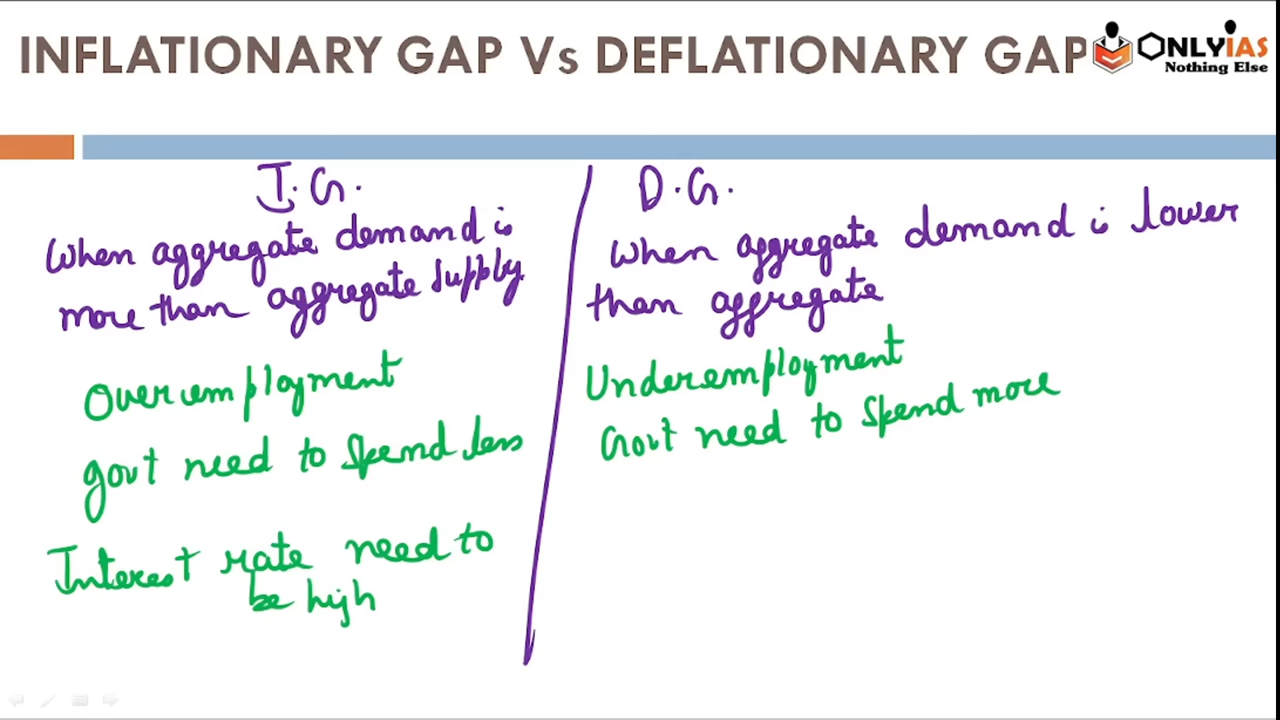 INFLATIONARY GAP Vs DEFLATIONARY GAP
ONLYIAS
Nothing Else
I.G.
When aggregate demand is
more than aggregate supply
Overemployment
govt need to spend less
Interest rate need to
be high
D.G.
When aggregate demand is lower
than aggregate
Underemployment
Govt need to spend more